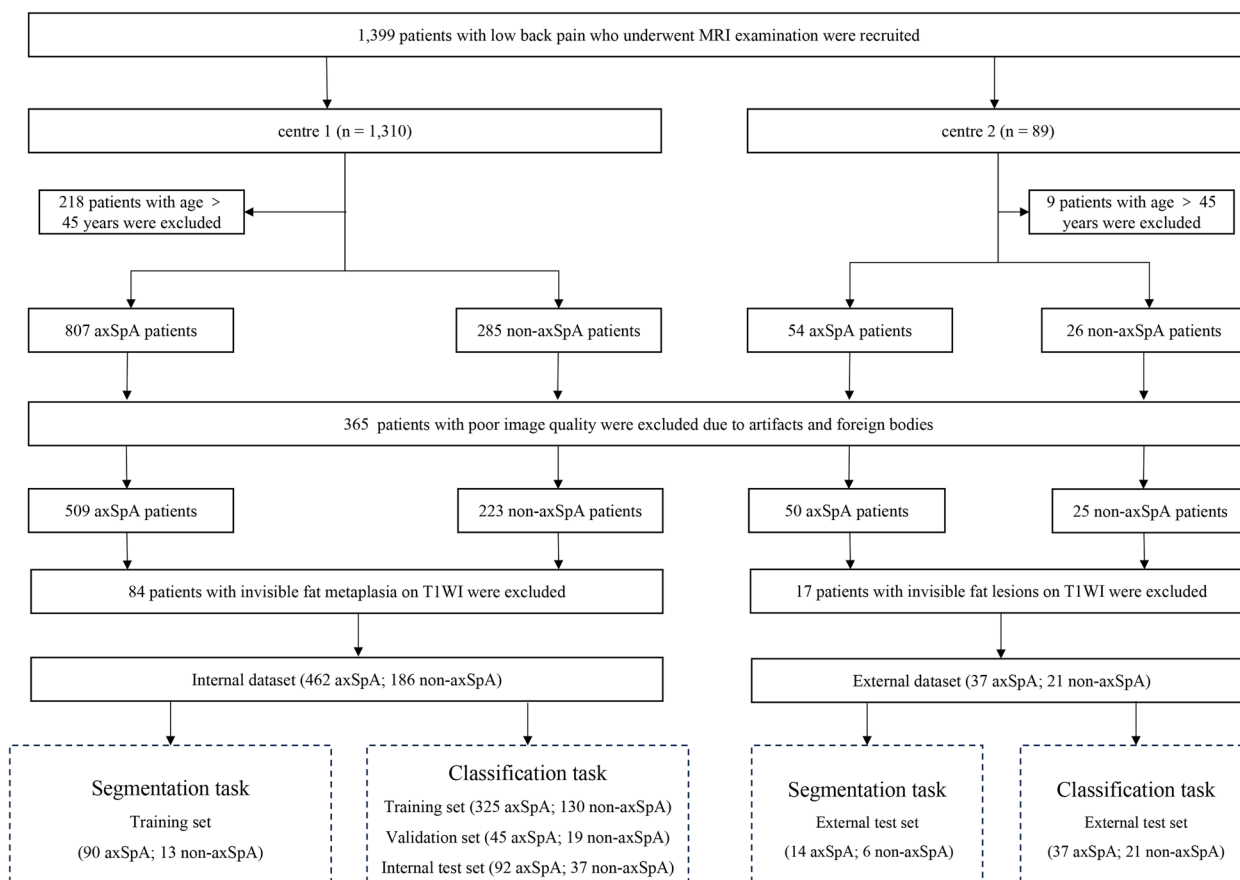 1,399 patients with low back pain who underwent MRI examination were recruited
centre 1 (n = 1,310)
centre 2 (n = 89)
218 patients with age >
45 years were excluded
9 patients with age > 45
years were excluded
807 axSpA patients
285 non-axSpA patients
54 axSpA patients
26 non-axSpA patients
365 patients with poor image quality were excluded due to artifacts and foreign bodies
509 axSpA patients
223 non-axSpA patients
50 axSpA patients
25 non-axSpA patients
84 patients with invisible fat metaplasia on T1WI were excluded
17 patients with invisible fat lesions on T1WI were excluded
Internal dataset (462 axSpA; 186 non-axSpA)
External dataset (37 axSpA; 21 non-axSpA)
Segmentation task
Training set
(90 axSpA; 13 non-axSpA)
Classification task
Training set (325 axSpA; 130 non-axSpA)
Validation set (45 axSpA; 19 non-axSpA)
Internal test set (92 axSpA; 37 non-axSpA)
Segmentation task
External test set
(14 axSpA; 6 non-axSpA)
Classification task
External test set
(37 axSpA; 21 non-axSpA)